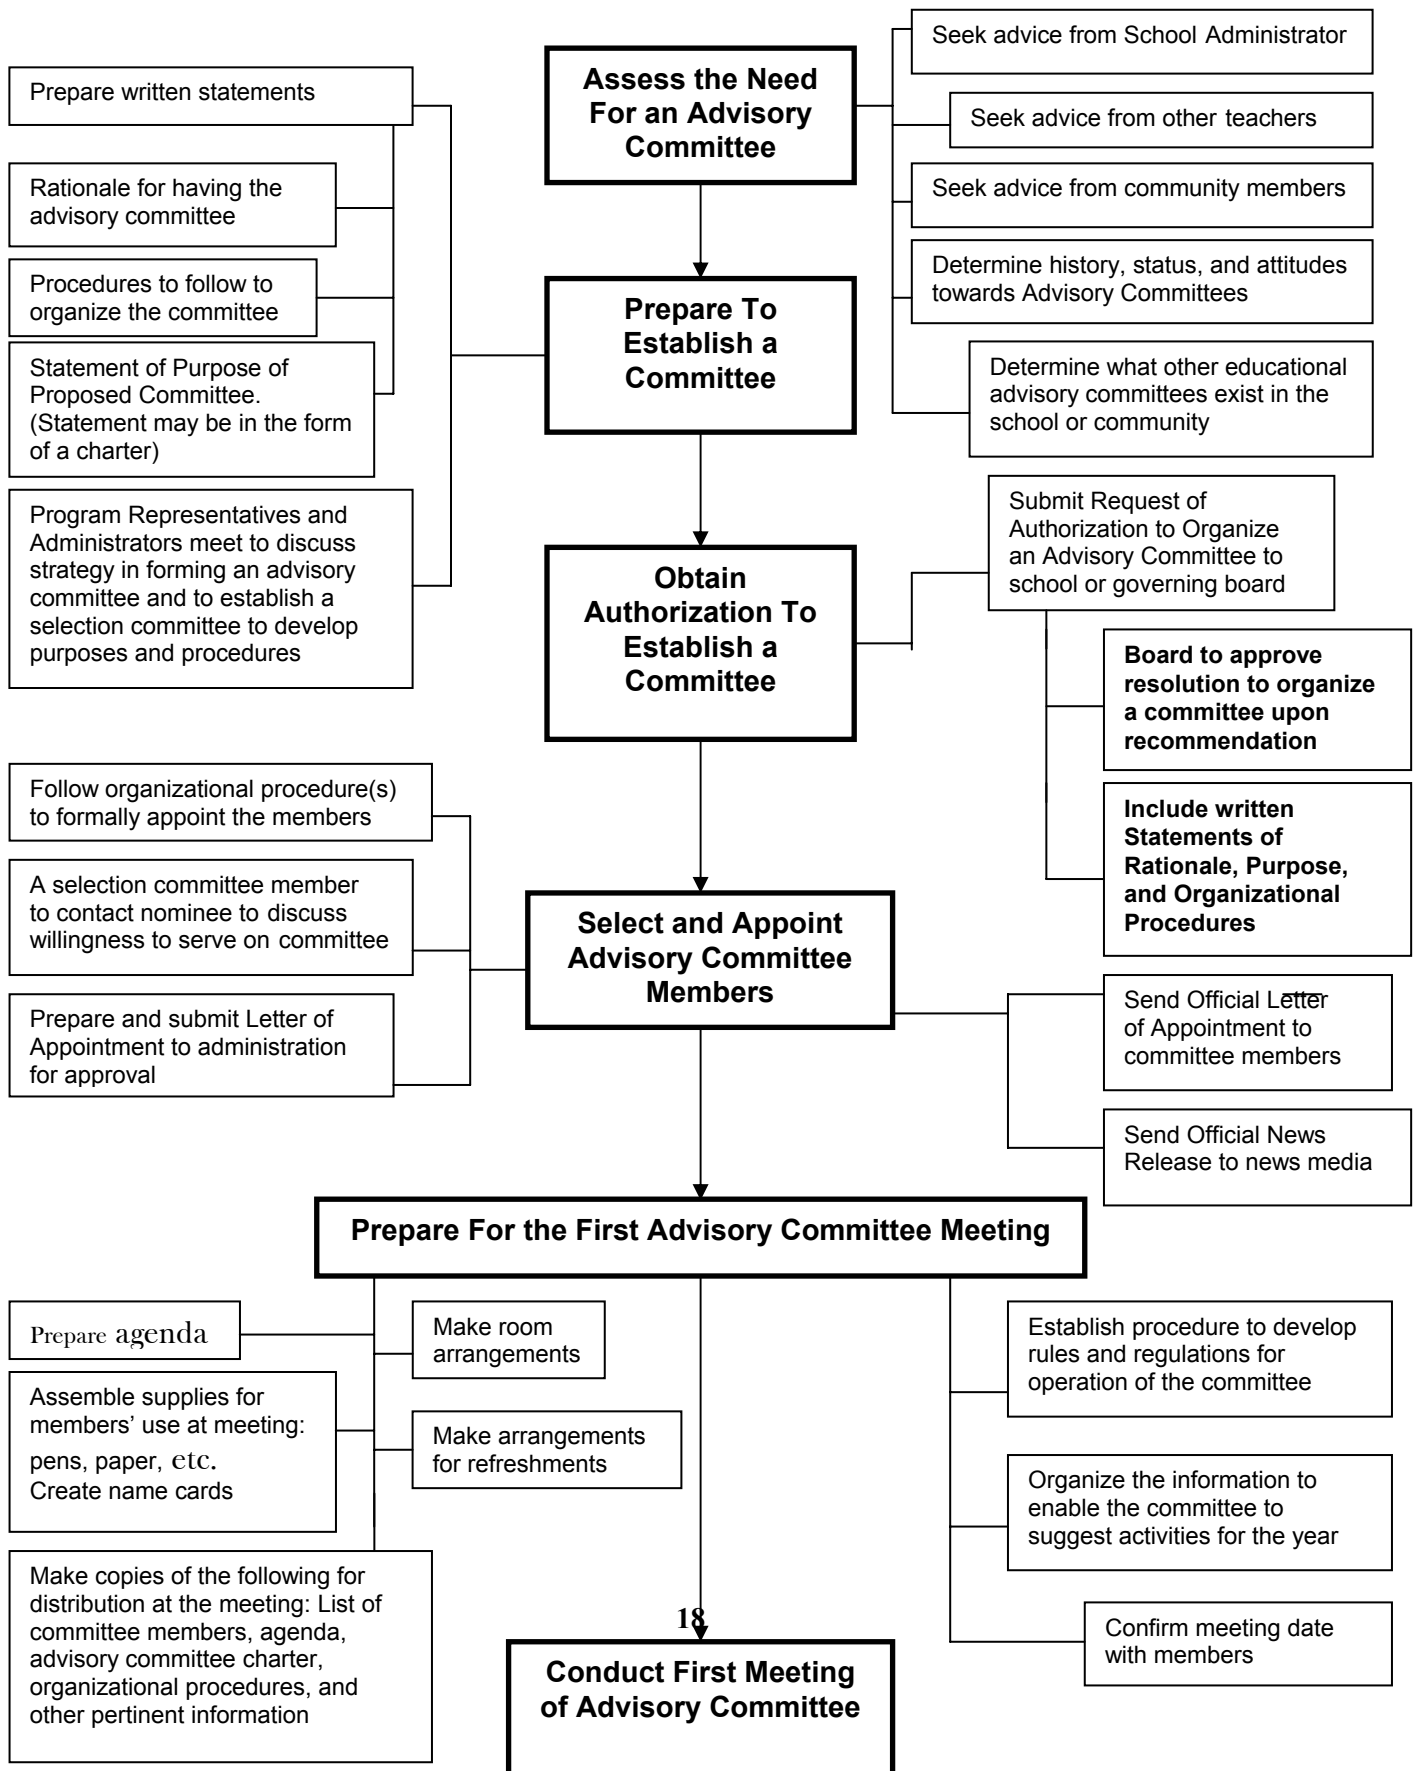 Assess the Need
For an Advisory
Committee
Seek advice from School Administrator
Seek advice from other teachers
Seek advice from community members
Determine history, status, and attitudes
towards Advisory Committees
Determine what other educational
advisory committees exist in the
school or community
Prepare To
Establish a
Committee
Prepare written statements
Rationale for having the
advisory committee
Procedures to follow to
organize the committee
Statement of Purpose of
Proposed Committee.
(Statement may be in the form
of a charter)
Program Representatives and
Administrators meet to discuss
strategy in forming an advisory
committee and to establish a
selection committee to develop
purposes and procedures
Obtain
Authorization To
Establish a
Committee
Submit Request of
Authorization to Organize
an Advisory Committee to
school or governing board
Board to approve
resolution to organize
a committee upon
recommendation
Include written
Statements of
Rationale, Purpose,
and Organizational
Procedures
Select and Appoint
Advisory Committee
Members
Follow organizational procedure(s)
to formally appoint the members
A selection committee member
to contact nominee to discuss
willingness to serve on committee
Prepare and submit Letter of
Appointment to administration
for approval
Send Official Letter
of Appointment to
committee members
Send Official News
Release to news media
Prepare For the First Advisory Committee Meeting
Prepare agenda
Make room
arrangements
Assemble supplies for
members’ use at meeting:
pens, paper, etc.
Create name cards
Make arrangements
for refreshments
Make copies of the following for
distribution at the meeting: List of
committee members, agenda,
advisory committee charter,
organizational procedures, and
other pertinent information
Establish procedure to develop
rules and regulations for
operation of the committee
Organize the information to
enable the committee to
suggest activities for the year
Confirm meeting date
with members
18
Conduct First Meeting
of Advisory Committee